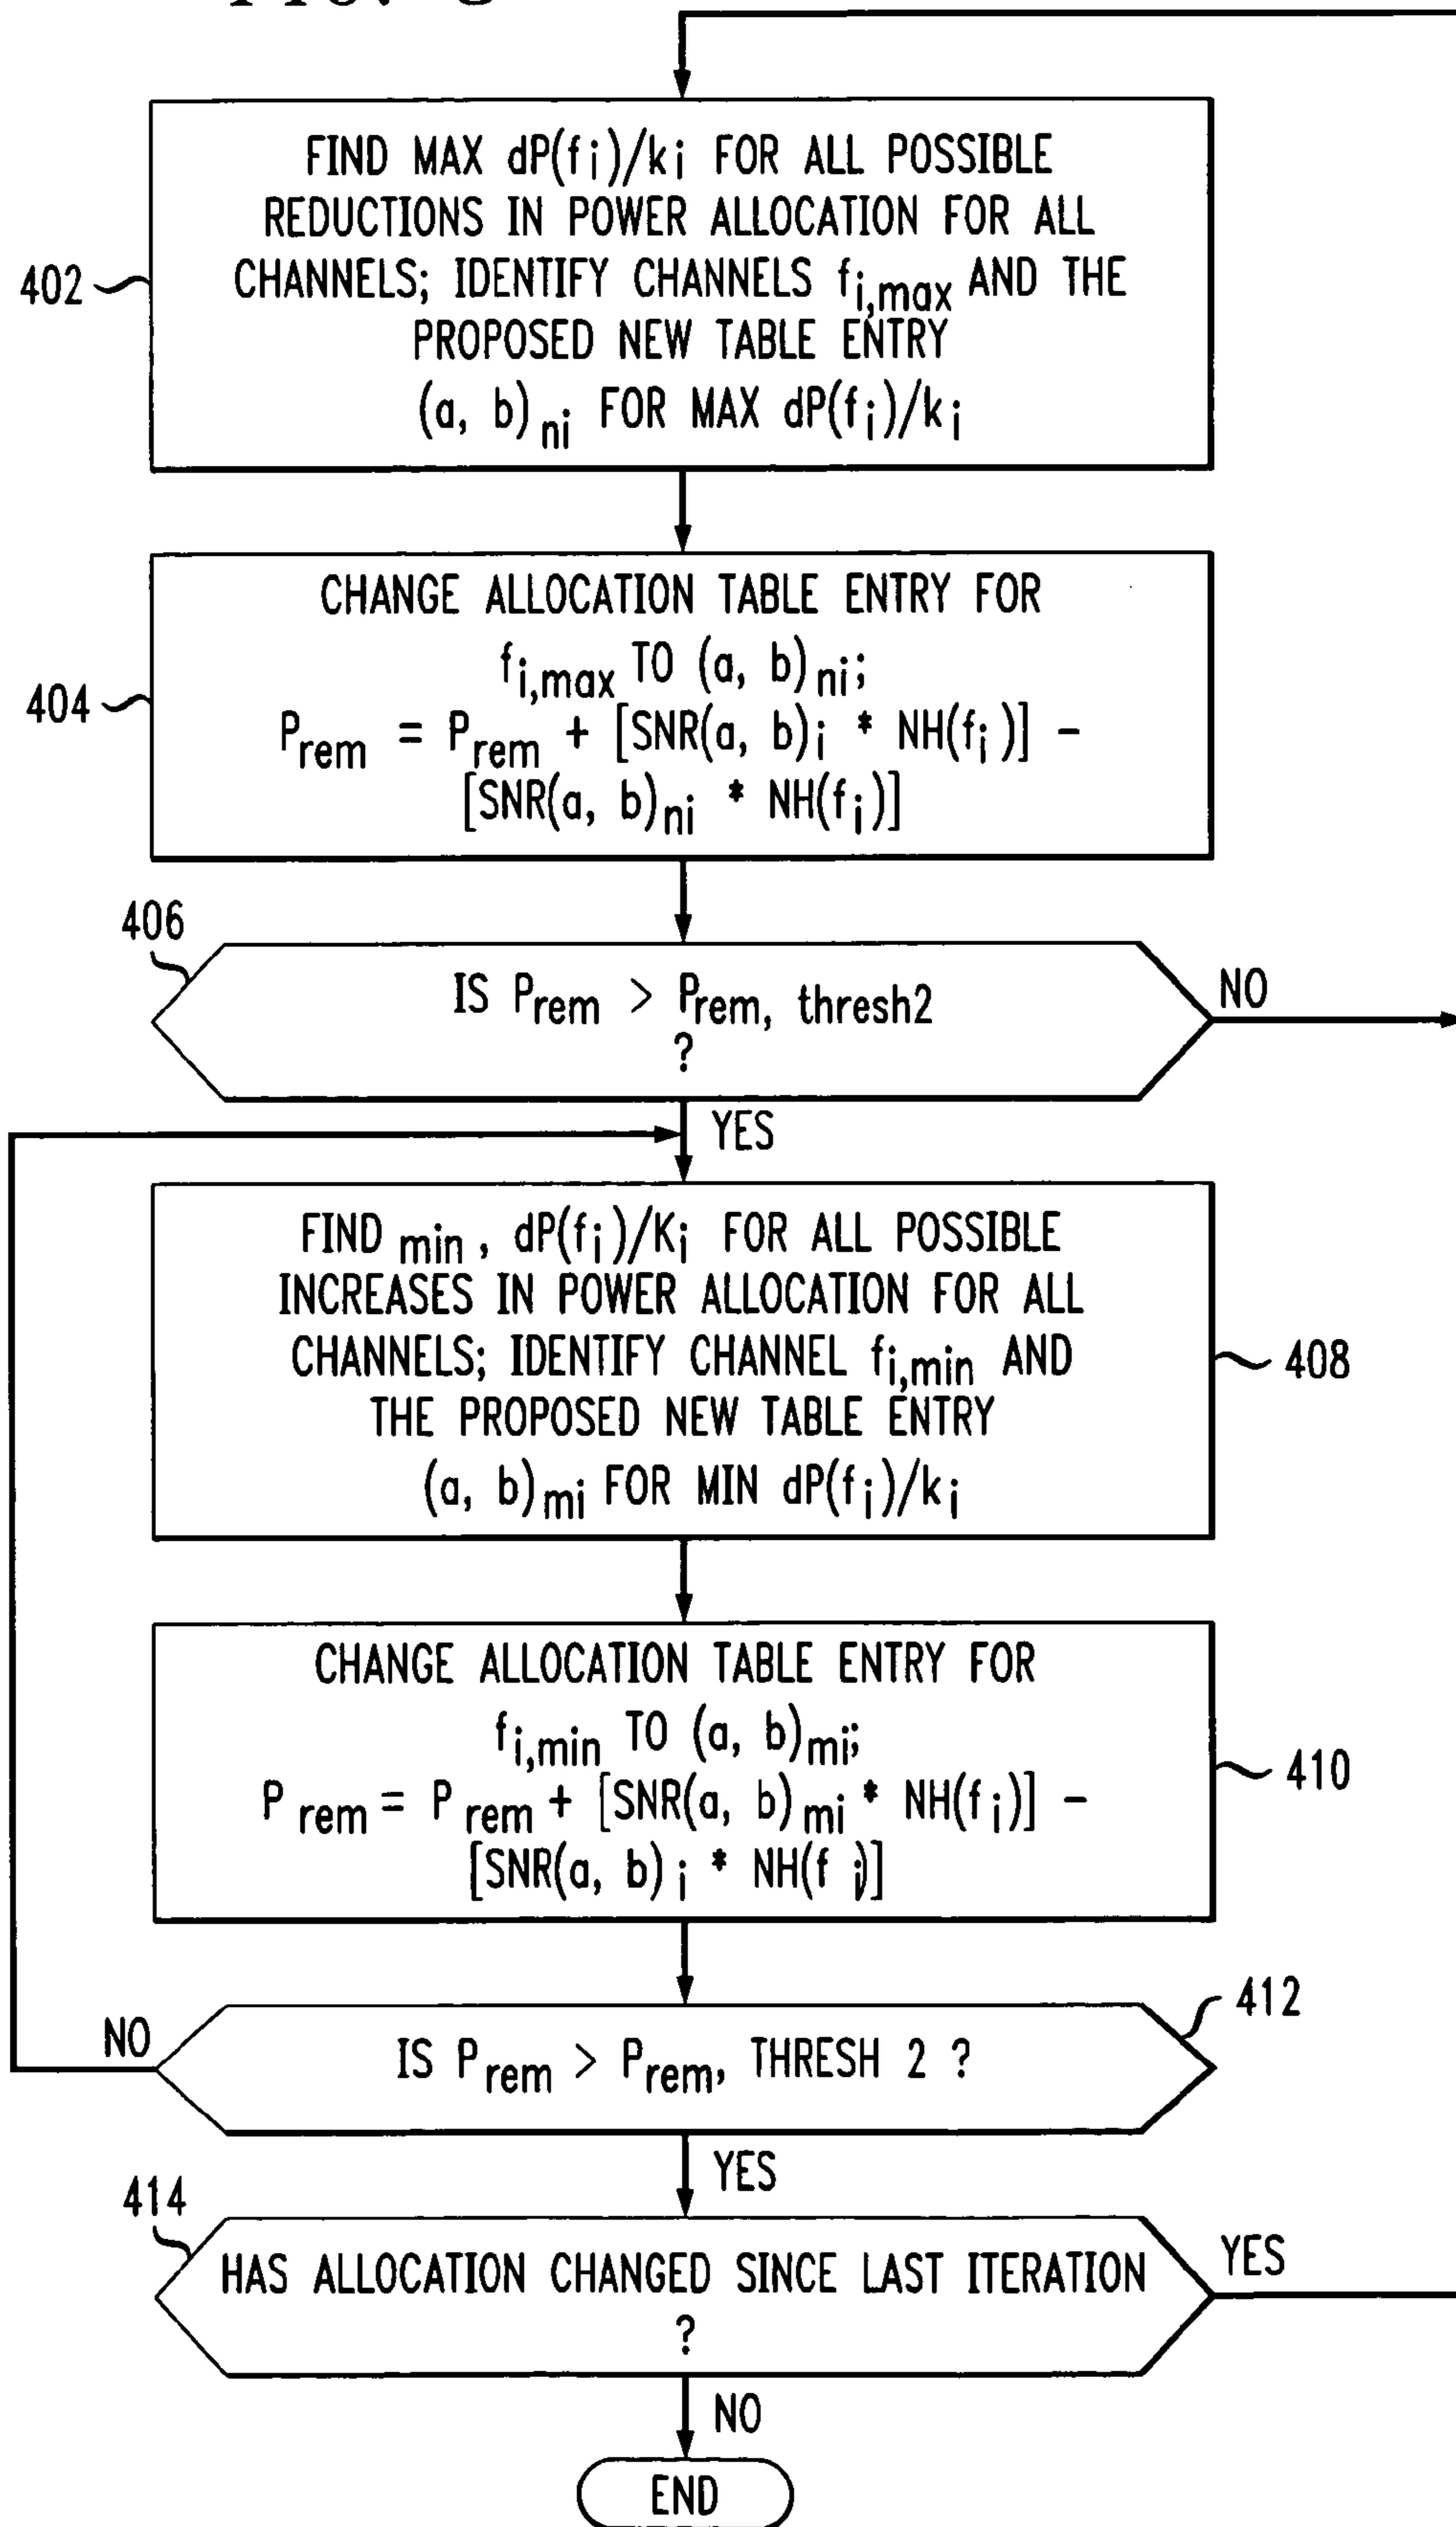 FIND MAX dP(fi)/ki FOR ALL POSSIBLE
REDUCTIONS IN POWER ALLOCATION FOR ALL
CHANNELS; IDENTIFY CHANNELS fi,max AND THE
PROPOSED NEW TABLE ENTRY
(a, b)ni FOR MAX dP(fi)/ki
402
CHANGE ALLOCATION TABLE ENTRY FOR
fi,max TO (a, b)ni;
Prem = Prem + [SNR(a, b)i * NH(fi)] −
[SNR(a, b)ni * NH(fi)]
404
406
IS Prem > Prem, thresh2
?
NO
YES
FIND min, dP(fi)/Ki FOR ALL POSSIBLE
INCREASES IN POWER ALLOCATION FOR ALL
CHANNELS; IDENTIFY CHANNEL fi,min AND
THE PROPOSED NEW TABLE ENTRY
(a, b)mi FOR MIN dP(fi)/ki
408
CHANGE ALLOCATION TABLE ENTRY FOR
fi,min TO (a, b)mi;
Prem = Prem + [SNR(a, b)mi * NH(fi)] −
[SNR(a, b)i * NH(fi)]
410
412
NO
IS Prem > Prem, THRESH 2 ?
YES
414
HAS ALLOCATION CHANGED SINCE LAST ITERATION
?
YES
NO
END